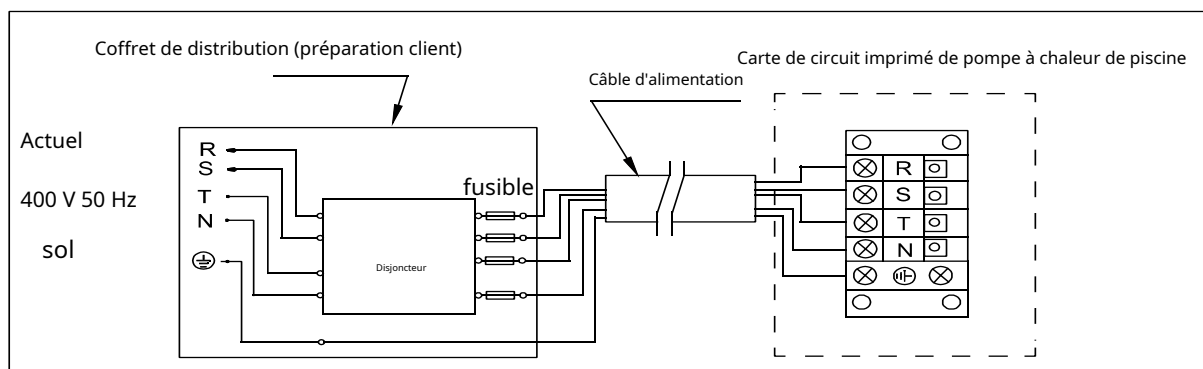 Coffret de distribution (préparation client)
Carte de circuit imprimé de pompe à chaleur de piscine
Câble d'alimentation
Actuel
400 V 50 Hz
sol
R
S
T
N
fusible
Disjoncteur
R
S
T
N